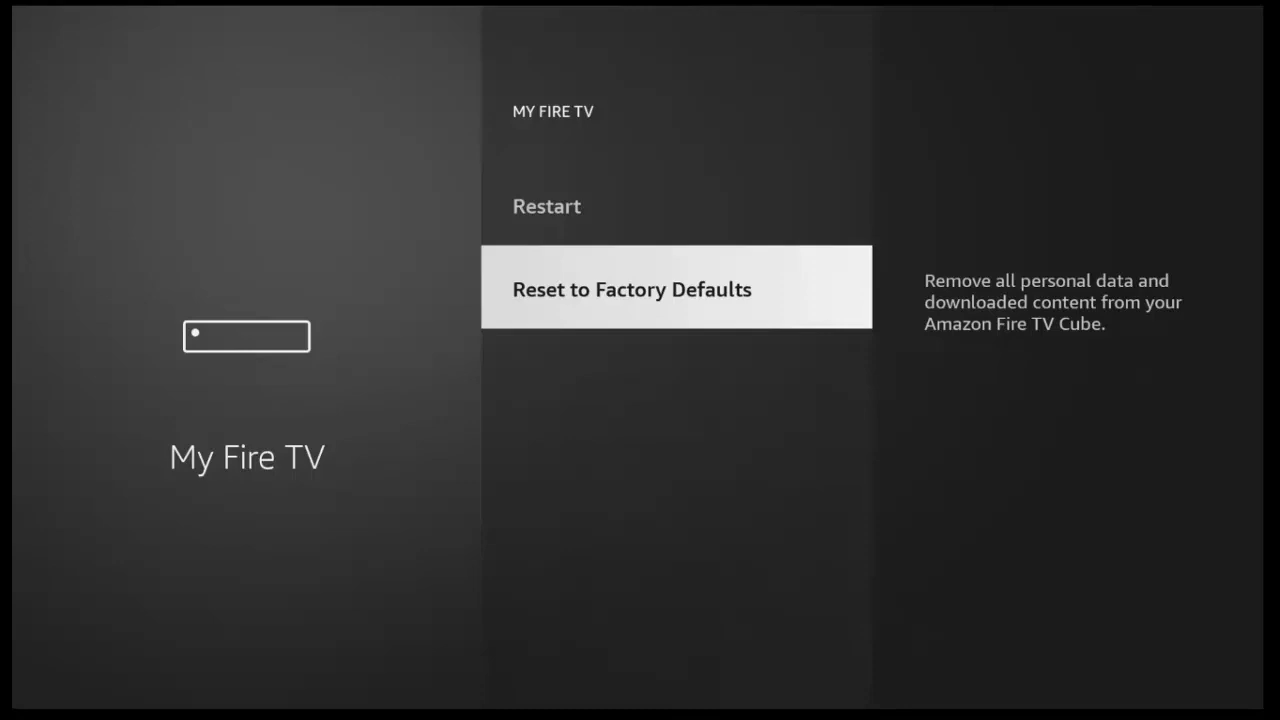 MY FIRE TV
Restart
Reset to Factory Defaults
Remove all personal data and
downloaded content from your
Amazon Fire TV Cube.
My Fire TV